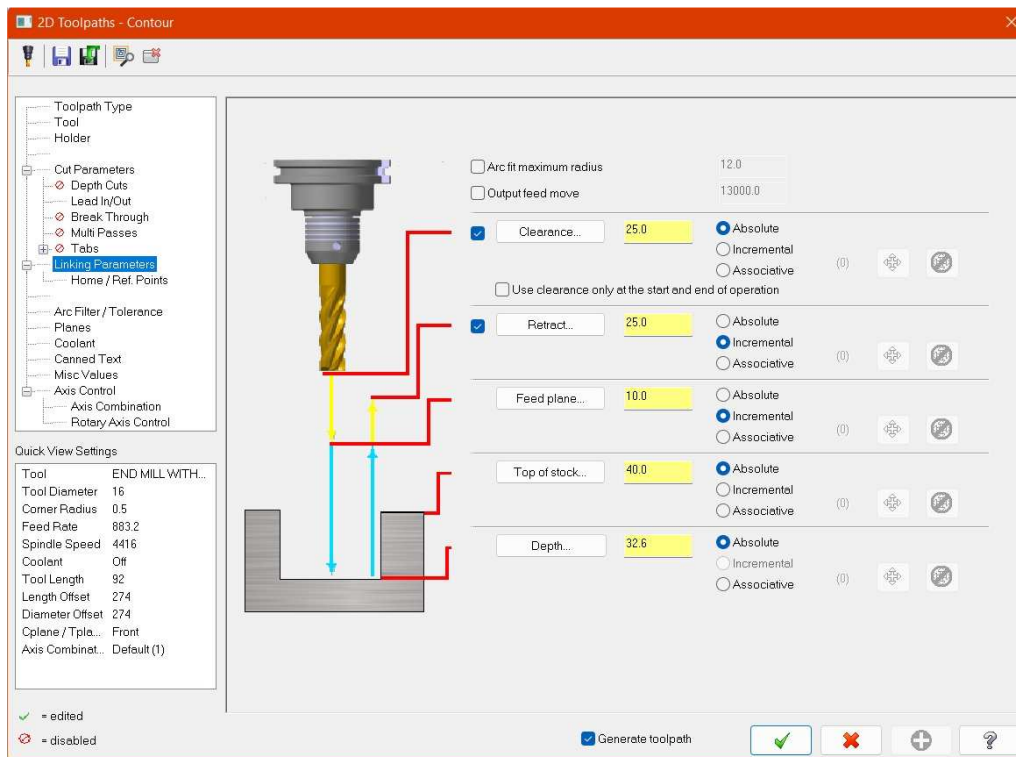 2D Toolpaths - Contour
Toolpath Type
Tool
Holder
Cut Parameters
Depth Cuts
Lead In/Out
Break Through
Multi Passes
Tabs
Linking Parameters
Home / Ref. Points
Arc Filter / Tolerance
Planes
Coolant
Canned Text
Misc Values
Axis Control
Axis Combination
Rotary Axis Control
Quick View Settings
Tool END MILL WITH...
Tool Diameter 16
Corner Radius 0.5
Feed Rate 883.2
Spindle Speed 4416
Coolant Off
Tool Length 92
Length Offset 274
Diameter Offset 274
Cplane / Tpla... Front
Axis Combinat... Default (1)
= edited
= disabled
Arc fit maximum radius 12.0
Output feed move 13000.0
Clearance... 25.0 Absolute
Incremental
Associative (0)
Use clearance only at the start and end of operation
Retract... 25.0 Absolute
Incremental
Associative (0)
Feed plane... 10.0 Absolute
Incremental
Associative (0)
Top of stock... 40.0 Absolute
Incremental
Associative (0)
Depth... 32.6 Absolute
Incremental
Associative (0)
Generate toolpath
?